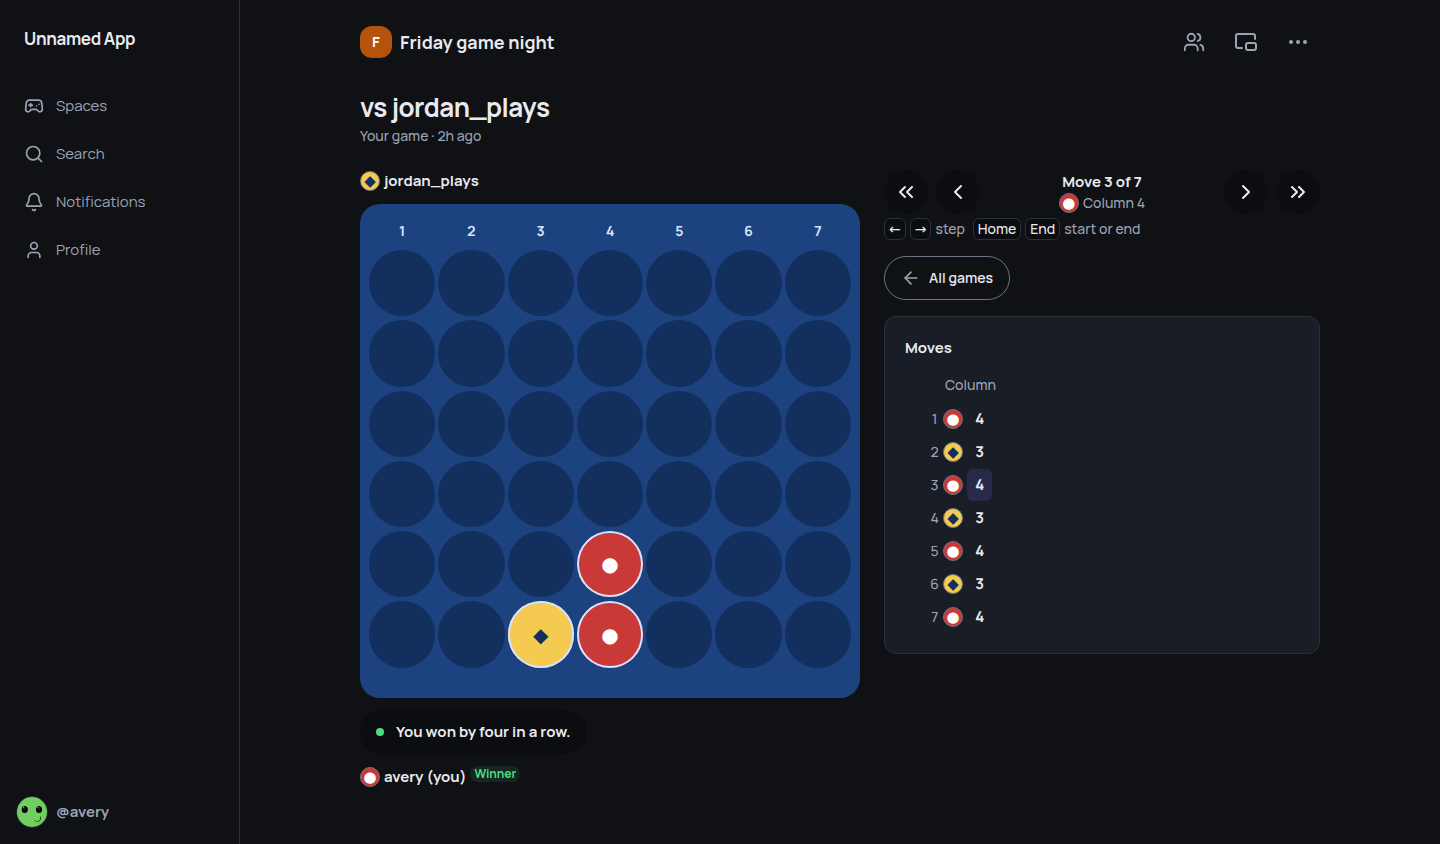 Unnamed App
Spaces
Search
Notifications
Profile
@avery
F Friday game night
vs jordan_plays
Your game · 2h ago
jordan_plays
1 2 3 4 5 6 7
You won by four in a row.
avery (you) Winner
Move 3 of 7
Column 4
← → step Home End start or end
All games
Moves
Column
1 4
2 3
3 4
4 3
5 4
6 3
7 4